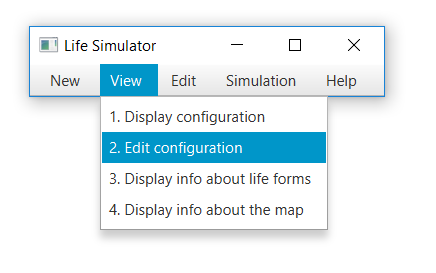 Life Simulator
New View Edit Simulation Help
1. Display configuration
2. Edit configuration
3. Display info about life forms
4. Display info about the map